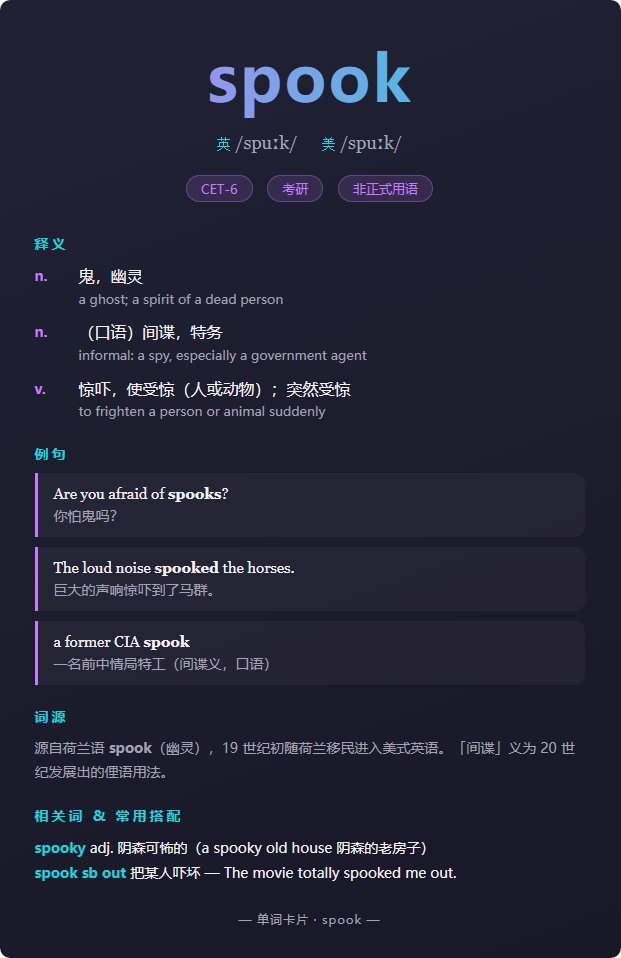 spook
英 /spuːk/ 美 /spuːk/
CET-6 考研 非正式用语
释义
n. 鬼，幽灵
a ghost; a spirit of a dead person
n. （口语）间谍，特务
informal: a spy, especially a government agent
v. 惊吓，使受惊（人或动物）；突然受惊
to frighten a person or animal suddenly
例句
Are you afraid of spooks?
你怕鬼吗？
The loud noise spooked the horses.
巨大的声响惊吓到了马群。
a former CIA spook
一名前中情局特工（间谍义，口语）
词源
源自荷兰语 spook（幽灵），19 世纪初随荷兰移民进入美式英语。「间谍」义为 20 世
纪发展出的俚语用法。
相关词 & 常用搭配
spooky adj. 阴森可怖的（a spooky old house 阴森的老房子）
spook sb out 把某人吓坏 — The movie totally spooked me out.
— 单词卡片 · spook —